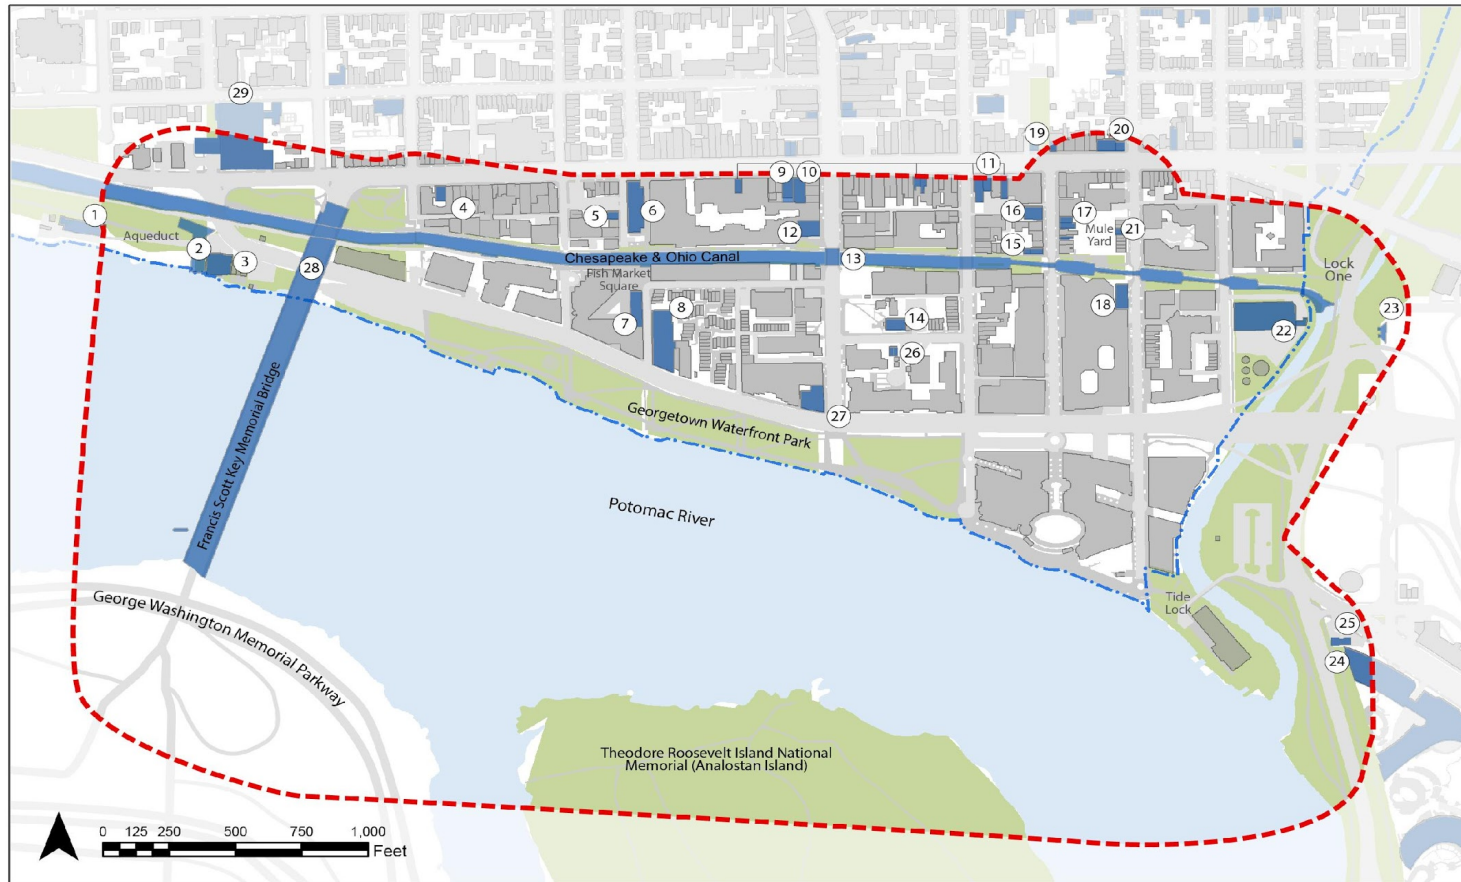 29
19
20
9
10
11
1
Aqueduct
2
3
28
4
5
6
12
16
15
17
Mule
Yard
21
Chesapeake & Ohio Canal
13
Fish Market
Square
7
8
14
18
26
27
22
Lock
One
23
Francis Scott Key Memorial Bridge
Georgetown Waterfront Park
Potomac River
George Washington Memorial Parkway
Tide
Lock
25
24
Theodore Roosevelt Island National
Memorial (Analostan Island)
0 125 250 500 750 1,000
Feet